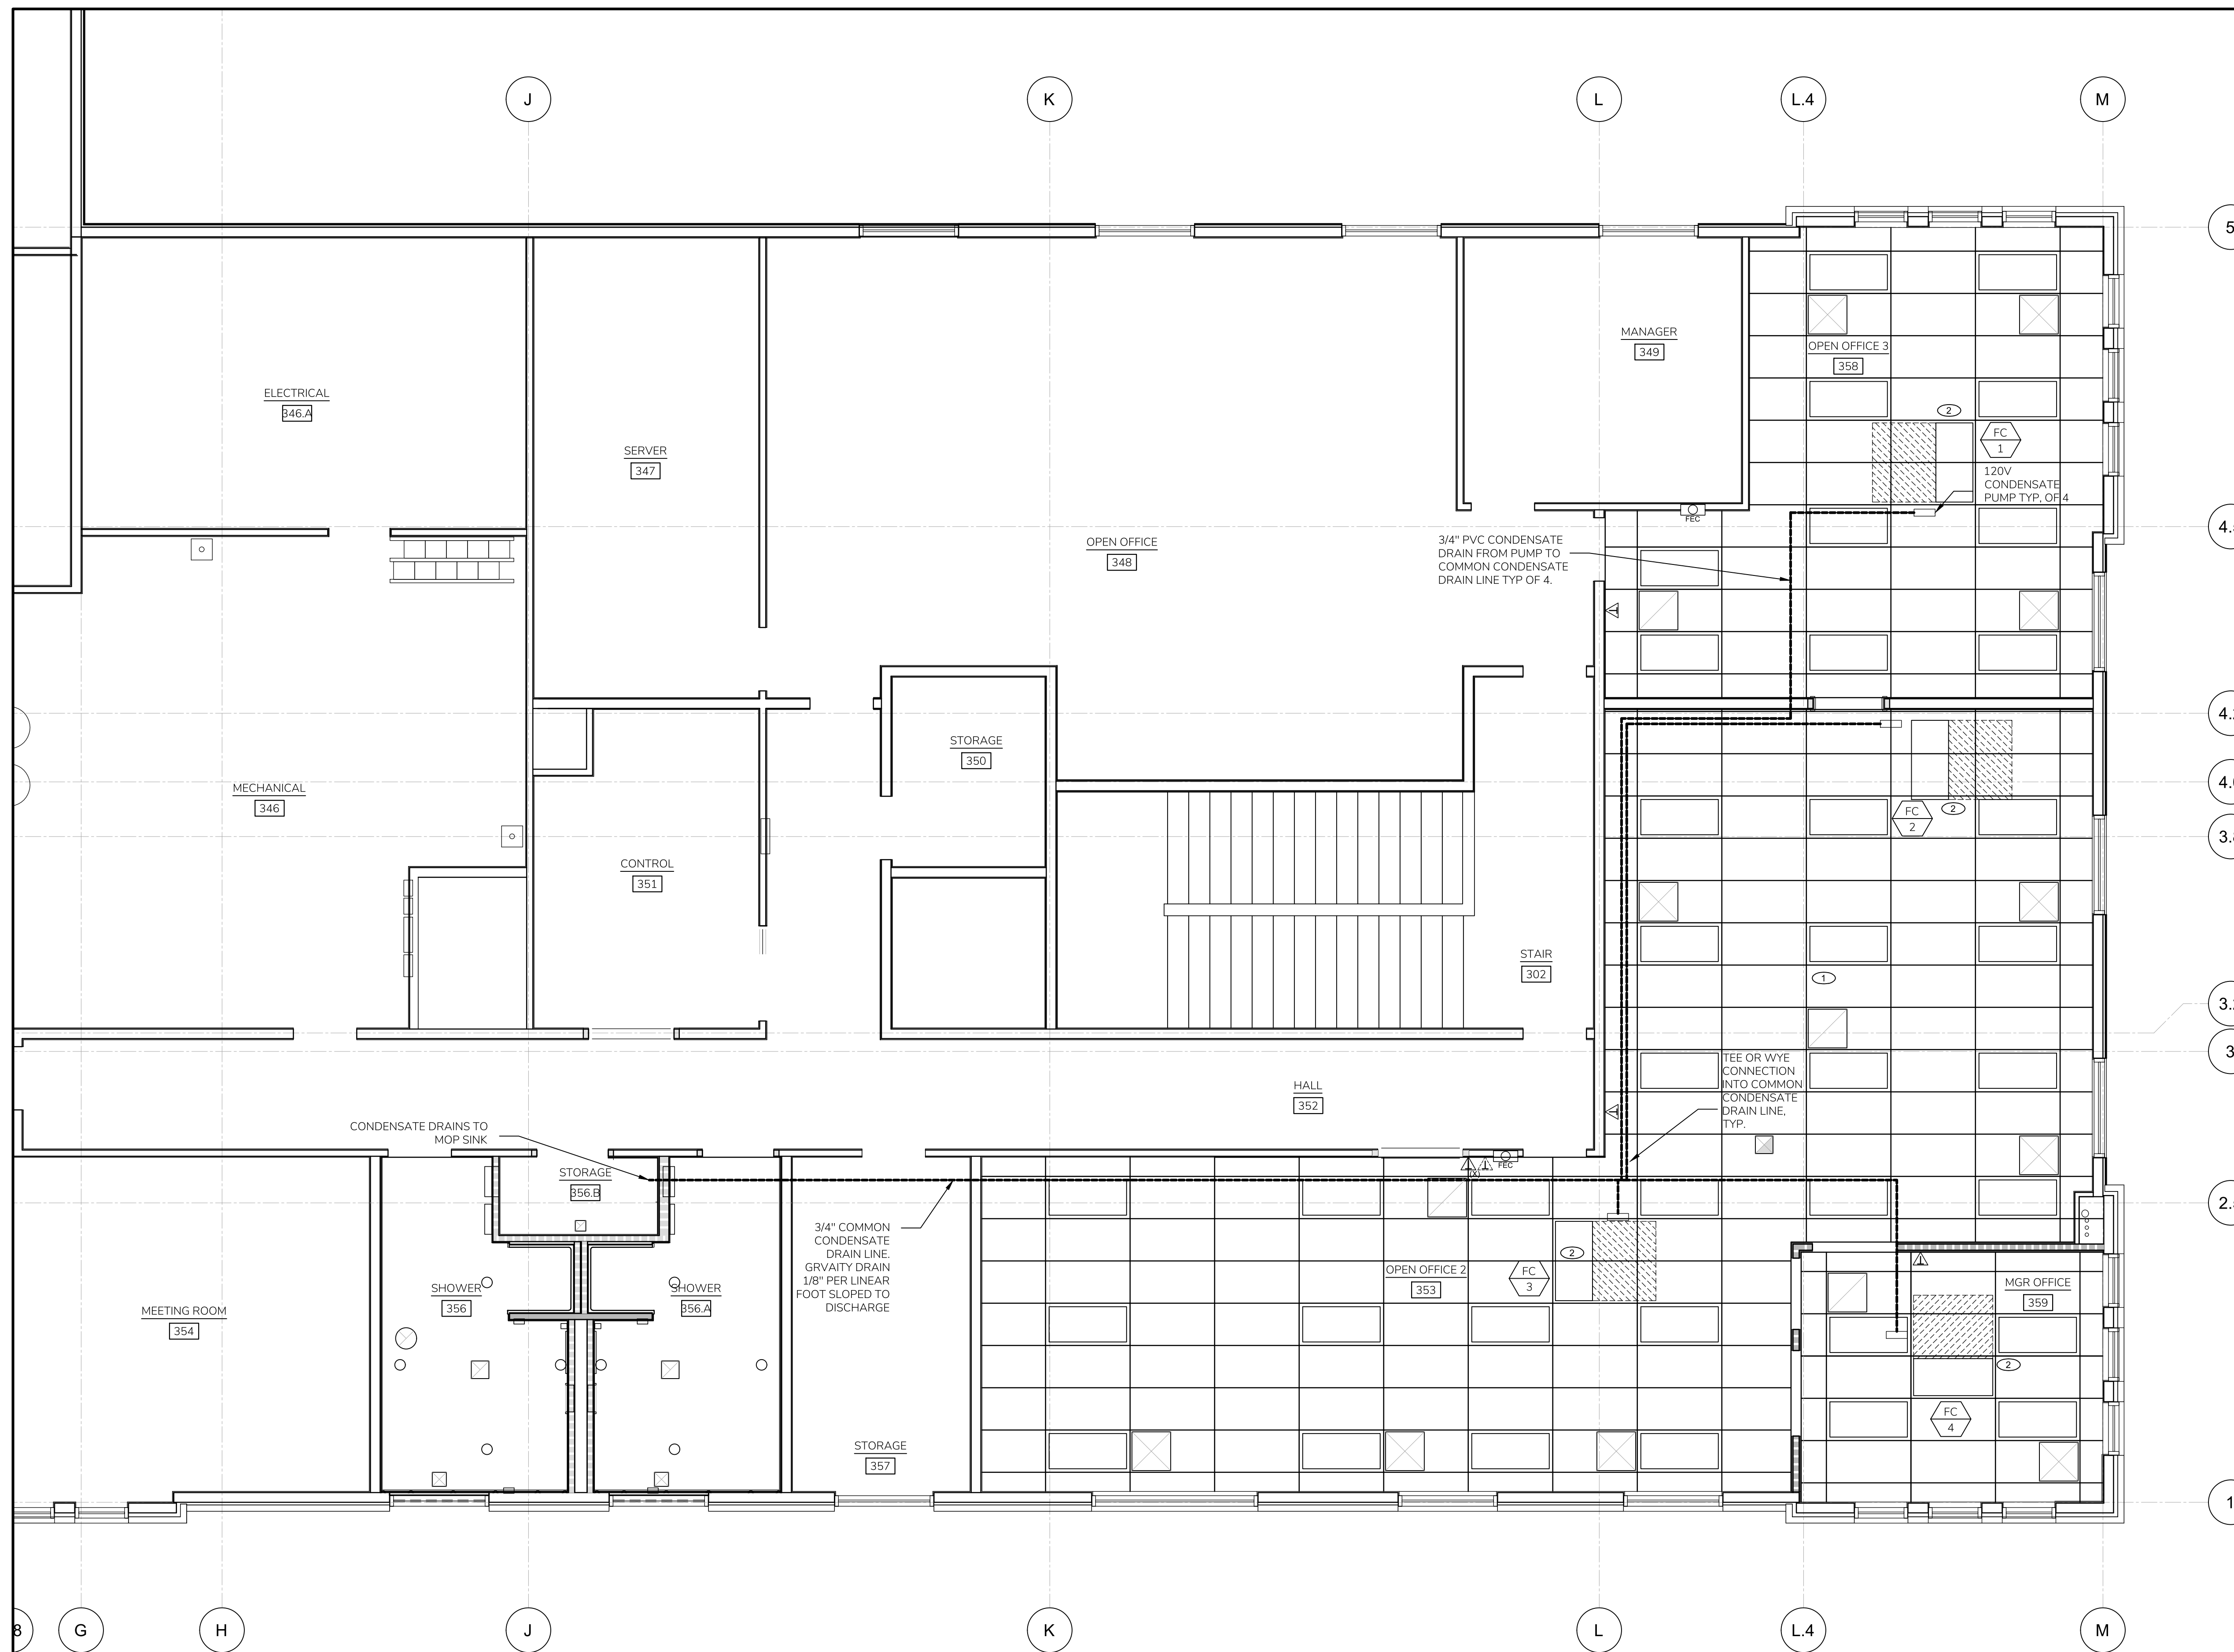 J
K
L
L.4
M
5
MANAGER
349
OPEN OFFICE 3
358
ELECTRICAL
346.A
2
FC
1
SERVER
347
120V
CONDENSATE
PUMP TYP, OF 4
FEC
OPEN OFFICE
348
3/4" PVC CONDENSATE
DRAIN FROM PUMP TO
COMMON CONDENSATE
DRAIN LINE TYP OF 4.
T
STORAGE
350
MECHANICAL
346
FC
2
2
CONTROL
351
STAIR
302
1
3
TEE OR WYE
CONNECTION
INTO COMMON
CONDENSATE
DRAIN LINE,
TYP.
HALL
352
T
CONDENSATE DRAINS TO
MOP SINK
STORAGE
356.B
T
T
(X)
FEC
3/4" COMMON
CONDENSATE
DRAIN LINE.
GRVAITY DRAIN
1/8" PER LINEAR
FOOT SLOPED TO
DISCHARGE
2
OPEN OFFICE 2
353
FC
3
T
MGR OFFICE
359
SHOWER
356
SHOWER
356.A
MEETING ROOM
354
2
FC
4
STORAGE
357
1
8
G
H
J
K
L
L.4
M